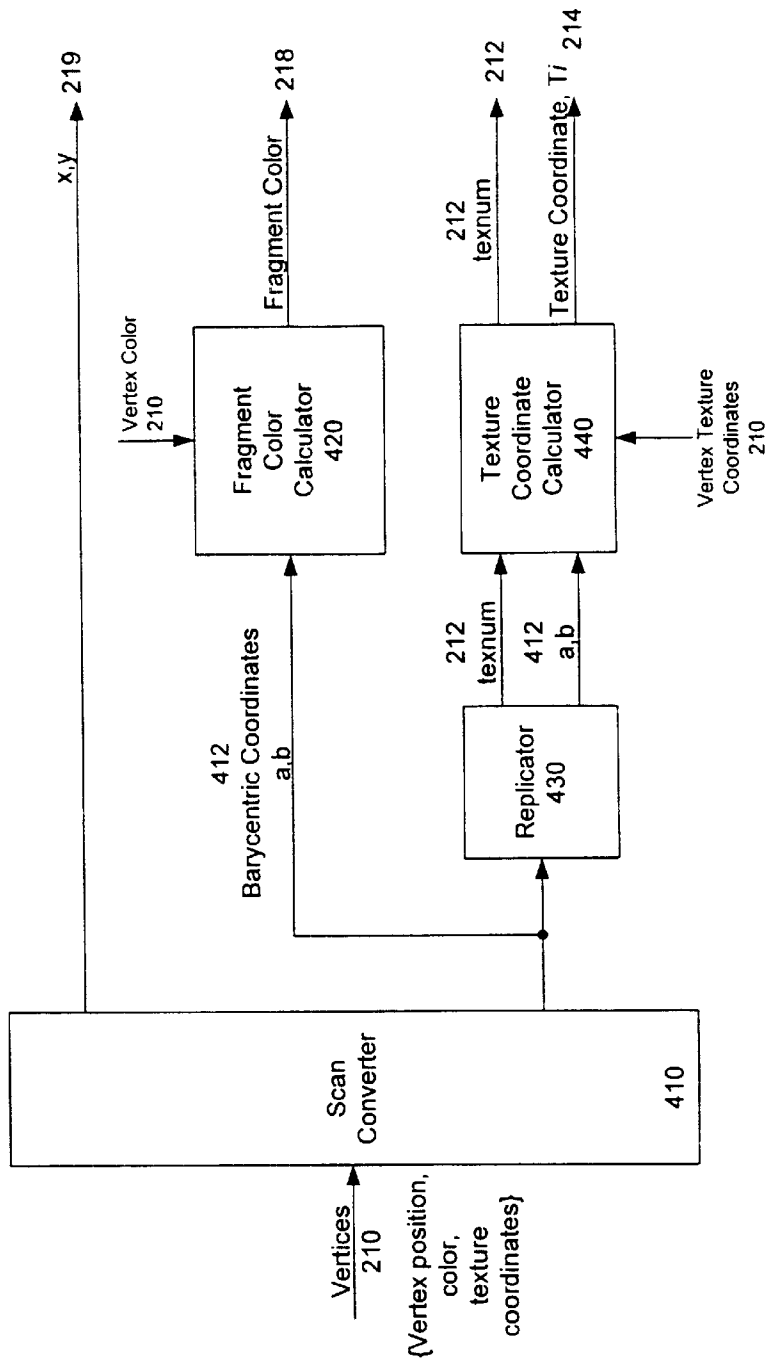 Vertices
210
{Vertex position,
color,
texture
coordinates}
Scan
Converter
410
x,y
219
412
Barycentric Coordinates
a,b
Vertex Color
210
Fragment
Color
Calculator
420
Fragment Color
218
Replicator
430
212
texnum
412
a,b
Texture
Coordinate
Calculator
440
Vertex Texture
Coordinates
210
212
texnum
212
Texture Coordinate, Ti
214